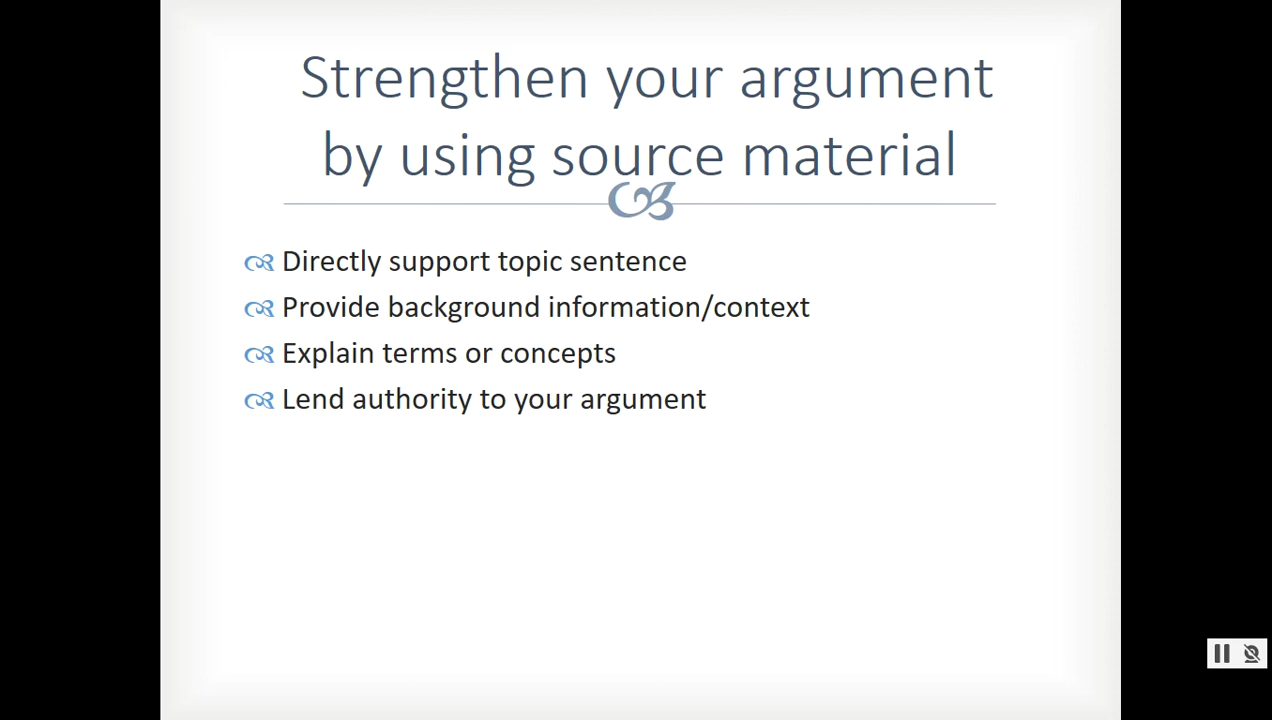 Strengthen your argument
by using source material
Directly support topic sentence
Provide background information/context
Explain terms or concepts
Lend authority to your argument